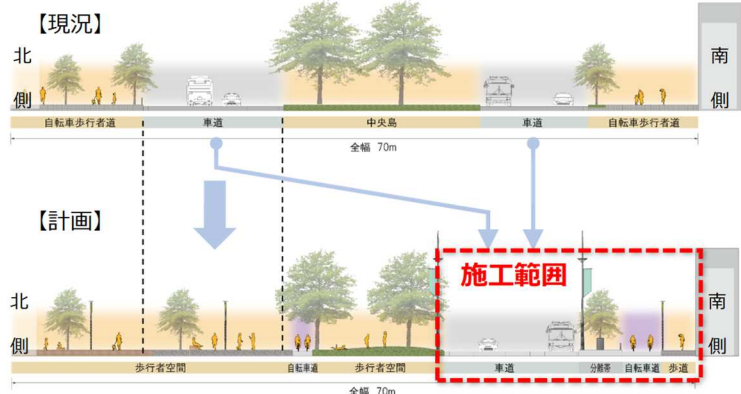 【現況】
北側
南側
自転車歩行者道
車道
中央島
車道
自転車歩行者道
全幅 70m
【計画】
施工範囲
北側
南側
歩行者空間
自転車道
歩行者空間
車道
分離帯
自転車道
歩道
全幅 70m